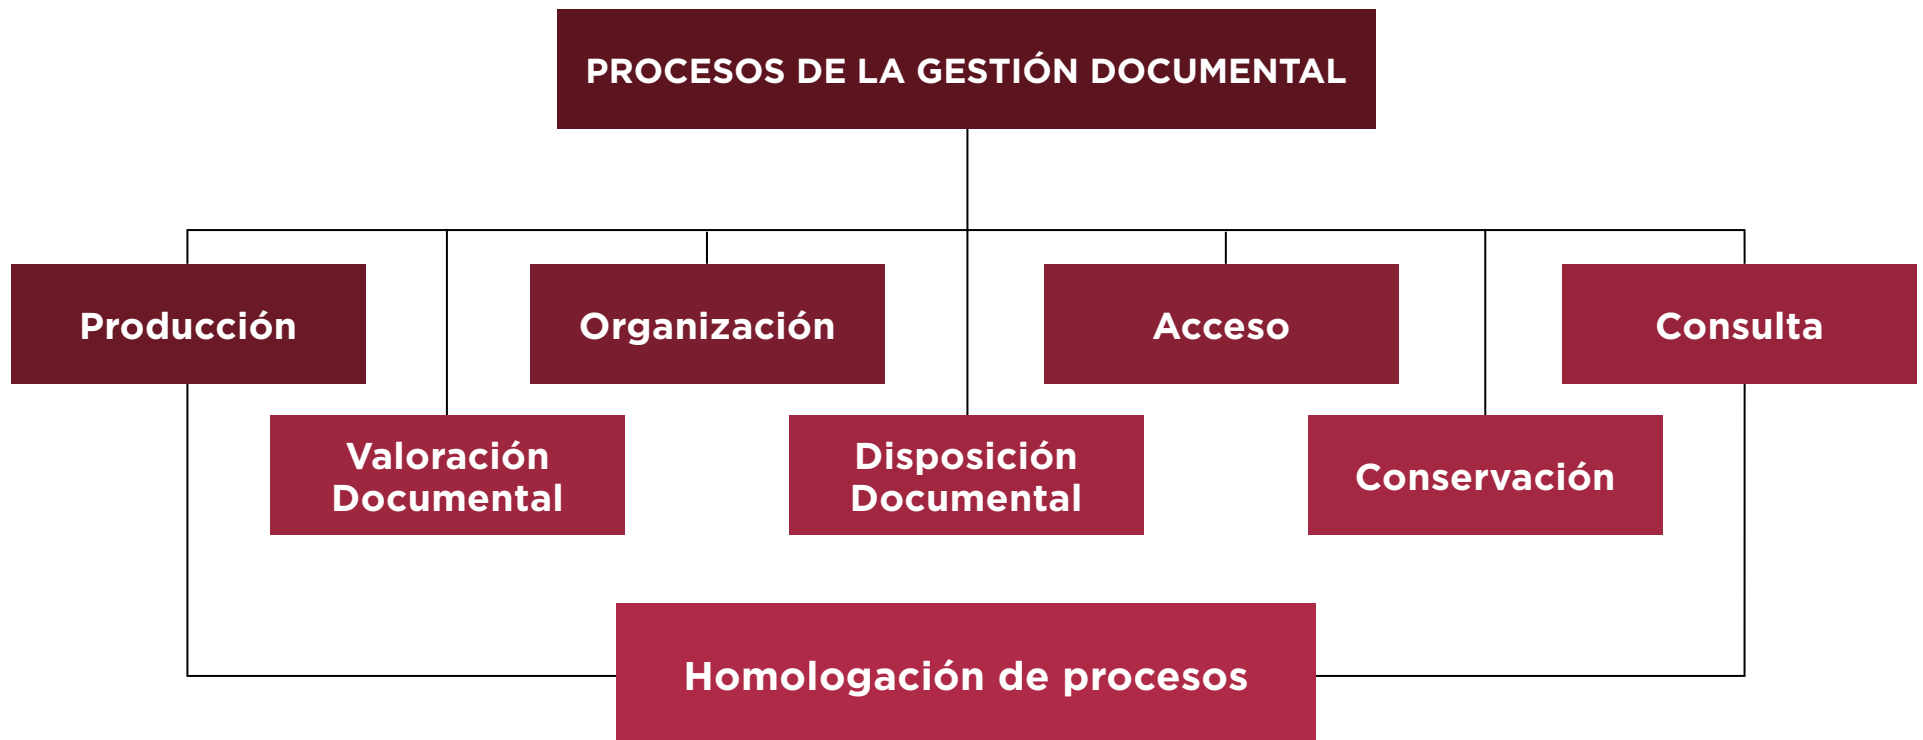 PROCESOS DE LA GESTIÓN DOCUMENTAL
Producción
Organización
Acceso
Consulta
Valoración
Documental
Disposición
Documental
Conservación
Homologación de procesos